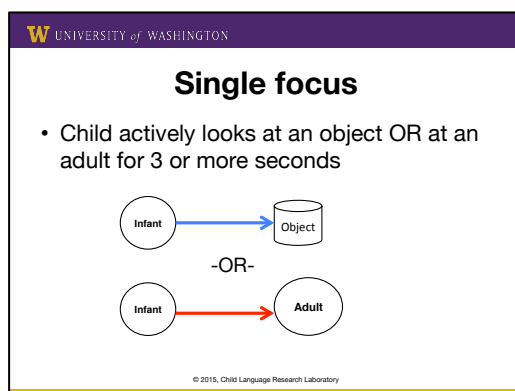 W UNIVERSITY of WASHINGTON
Single focus
• Child actively looks at an object OR at an
adult for 3 or more seconds
Infant Object
-OR-
Infant Adult
© 2015, Child Language Research Laboratory